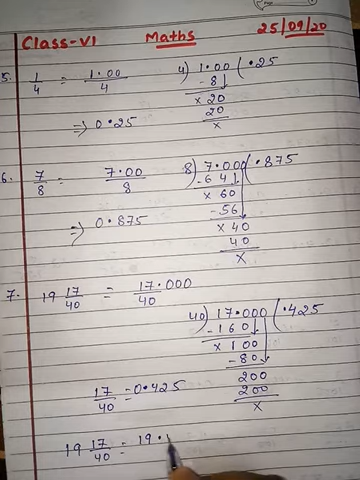 Class-VI Maths 25/09/20
5. 1/4 = 1.00/4 4) 1.00 ( .25
-8
x 20
20
x
⇒ 0.25
6. 7/8 = 7.00/8 8) 7.000 ( .875
-64
x 60
-56
x 40
40
x
⇒ 0.875
7. 19 17/40 = 17.000/40
40) 17.000 ( .425
-160
x 100
-80
200
200
x
17/40 = 0.425
19 17/40 = 19.